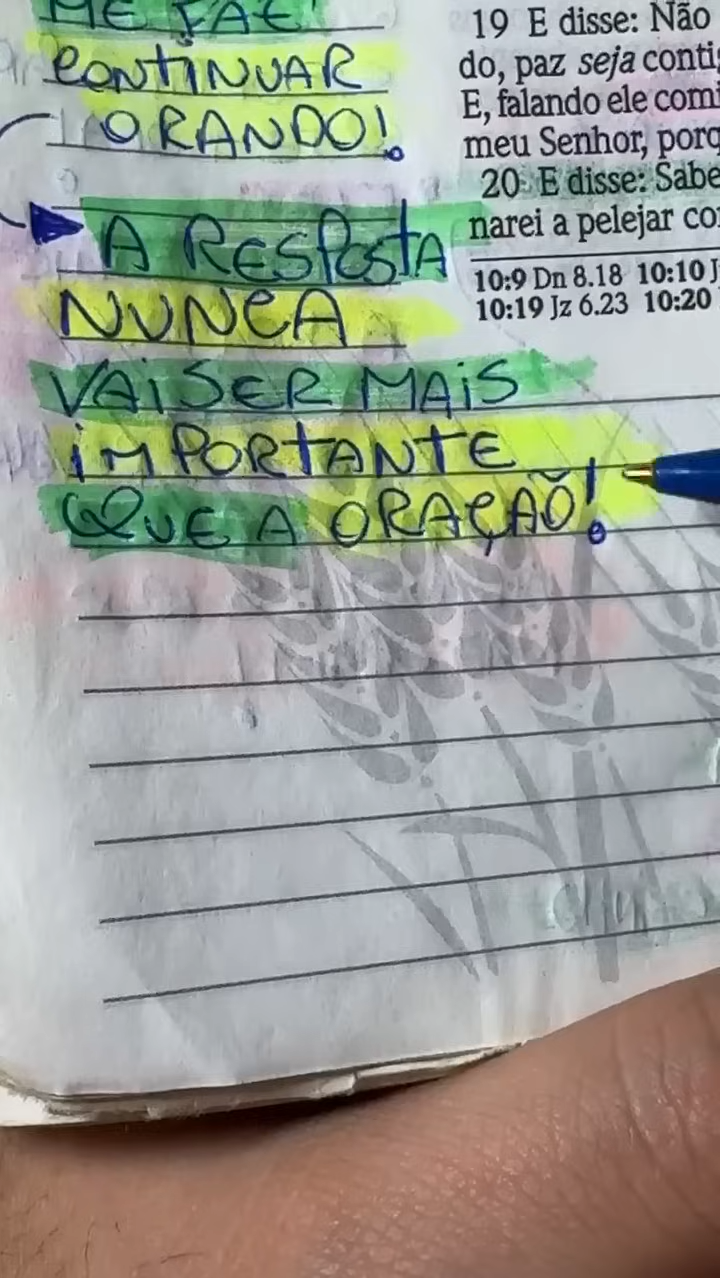 ME FAZ
CONTINUAR
ORANDO!
A RESPOSTA
NUNCA
VAI SER MAIS
IMPORTANTE
QUE A ORAÇÃO!
19 E disse: Não
do, paz seja conti
E, falando ele comi
meu Senhor, porq
20 E disse: Sabe
narei a pelejar co
10:9 Dn 8.18 10:10 J
10:19 Jz 6.23 10:20